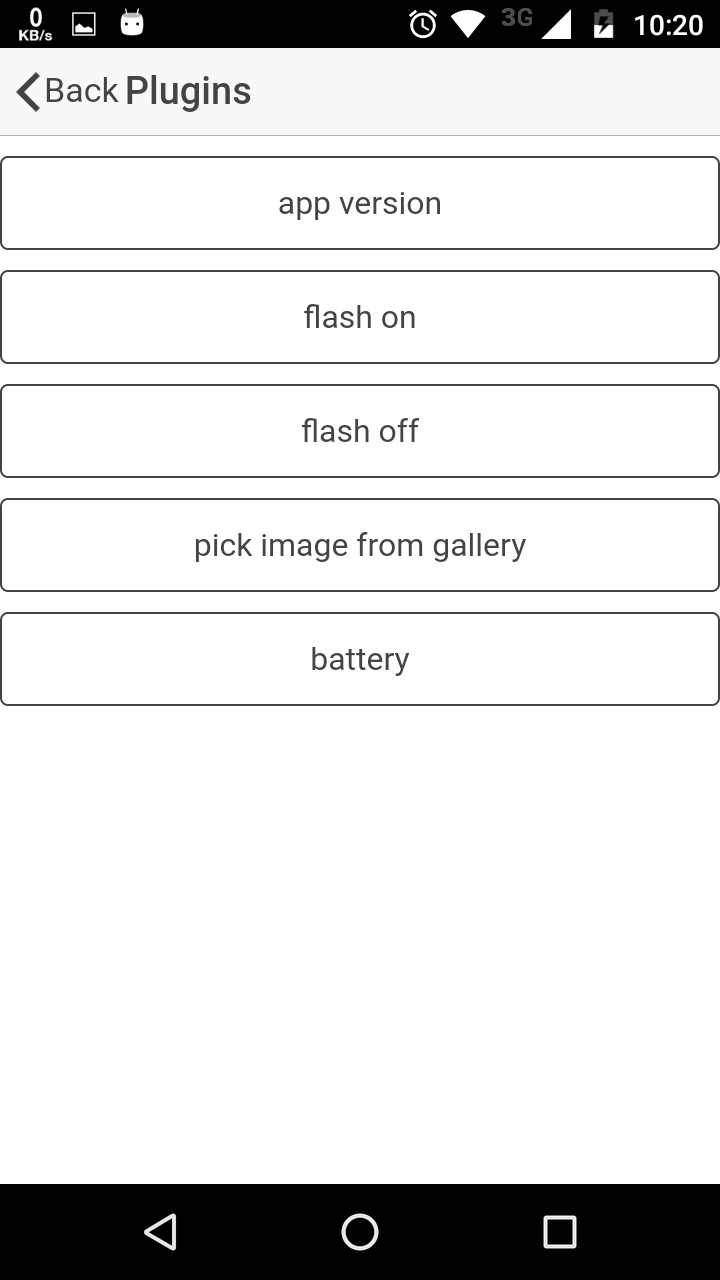 0
KB/s
3G
10:20
Back Plugins
app version
flash on
flash off
pick image from gallery
battery